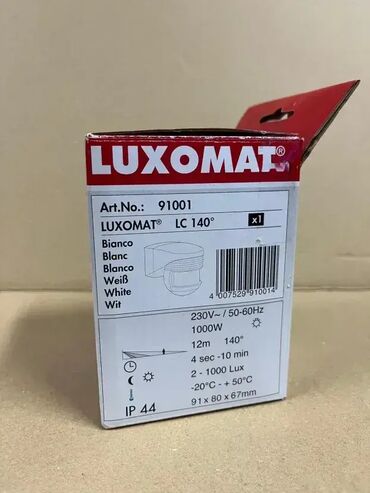 LUXOMAT®
Art.No.: 91001
LUXOMAT® LC 140° x1
Bianco
Blanc
Blanco
Weiß
White
Wit
4 007529 910014
230V~ / 50-60Hz
1000W
12m 140°
4 sec -10 min
2 - 1000 Lux
-20°C - + 50°C
IP 44 91 x 80 x 67mm